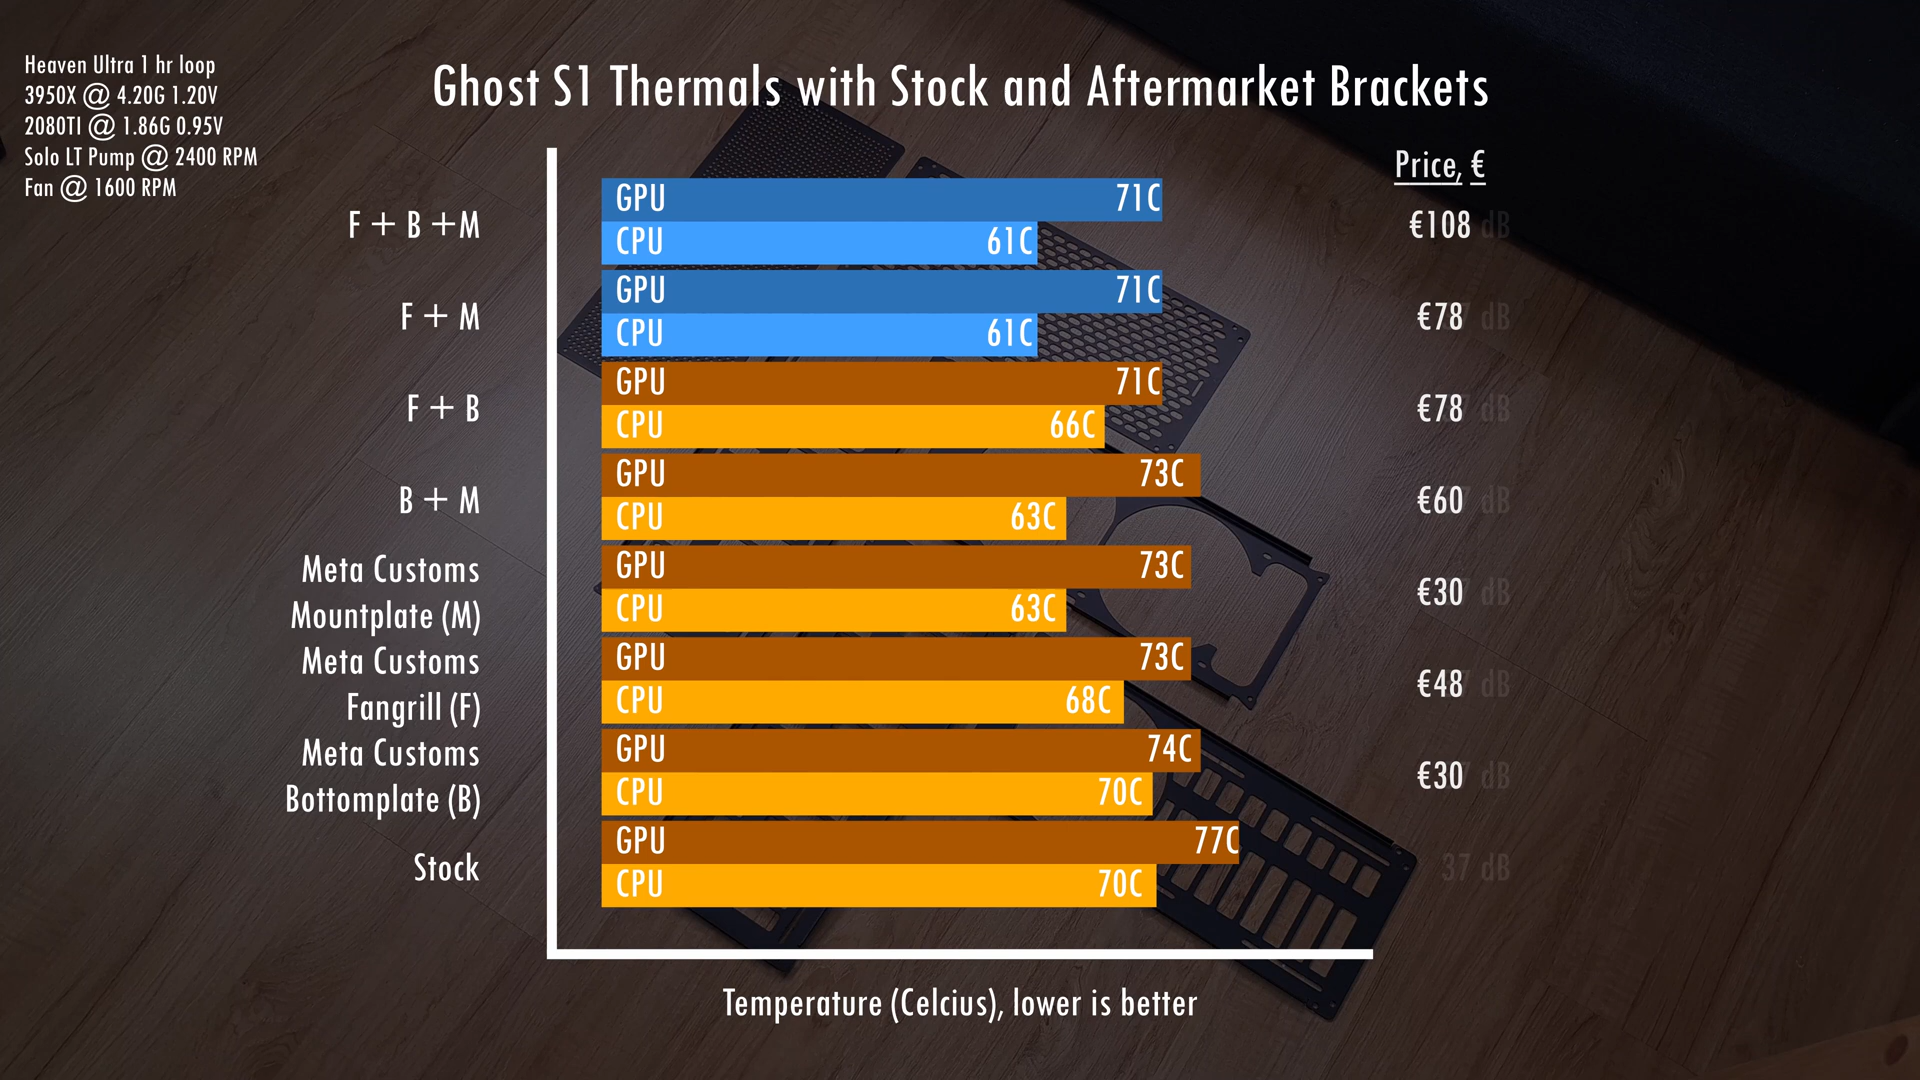 Heaven Ultra 1 hr loop
3950X @ 4.20G 1.20V
2080TI @ 1.86G 0.95V
Solo LT Pump @ 2400 RPM
Fan @ 1600 RPM
Ghost S1 Thermals with Stock and Aftermarket Brackets
Price, €
F + B +M
GPU 71C
CPU 61C
€108 dB
F + M
GPU 71C
CPU 61C
€78 dB
F + B
GPU 71C
CPU 66C
€78 dB
B + M
GPU 73C
CPU 63C
€60 dB
Meta Customs
Mountplate (M)
GPU 73C
CPU 63C
€30 dB
Meta Customs
Fangrill (F)
GPU 73C
CPU 68C
€48 dB
Meta Customs
Bottomplate (B)
GPU 74C
CPU 70C
€30 dB
Stock
GPU 77C
CPU 70C
37 dB
Temperature (Celcius), lower is better